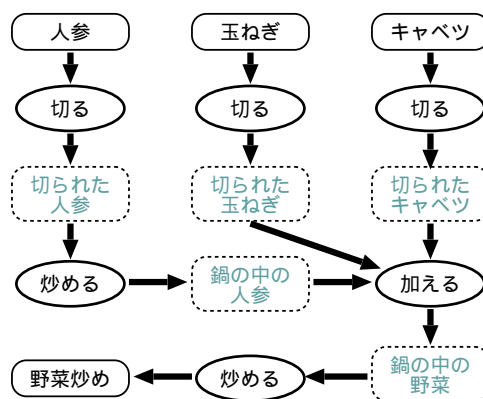 人参
玉ねぎ
キャベツ
切る
切る
切る
切られた
人参
切られた
玉ねぎ
切られた
キャベツ
炒める
鍋の中の
人参
加える
野菜炒め
炒める
鍋の中の
野菜